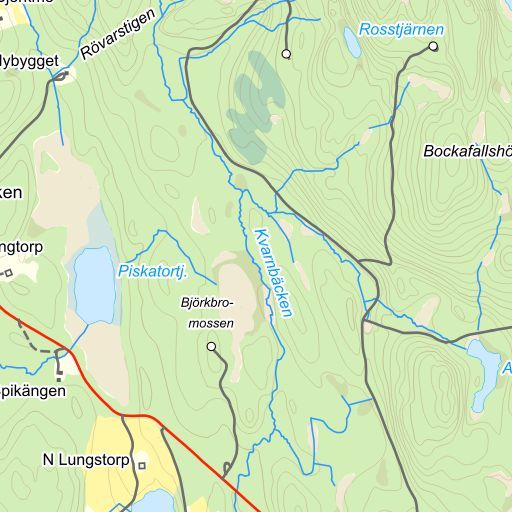 Rövarstigen
Rosstjärnen
Bockafallshö
Kvarnbäcken
Piskatortj.
Björkbro-
mossen
N Lungstorp